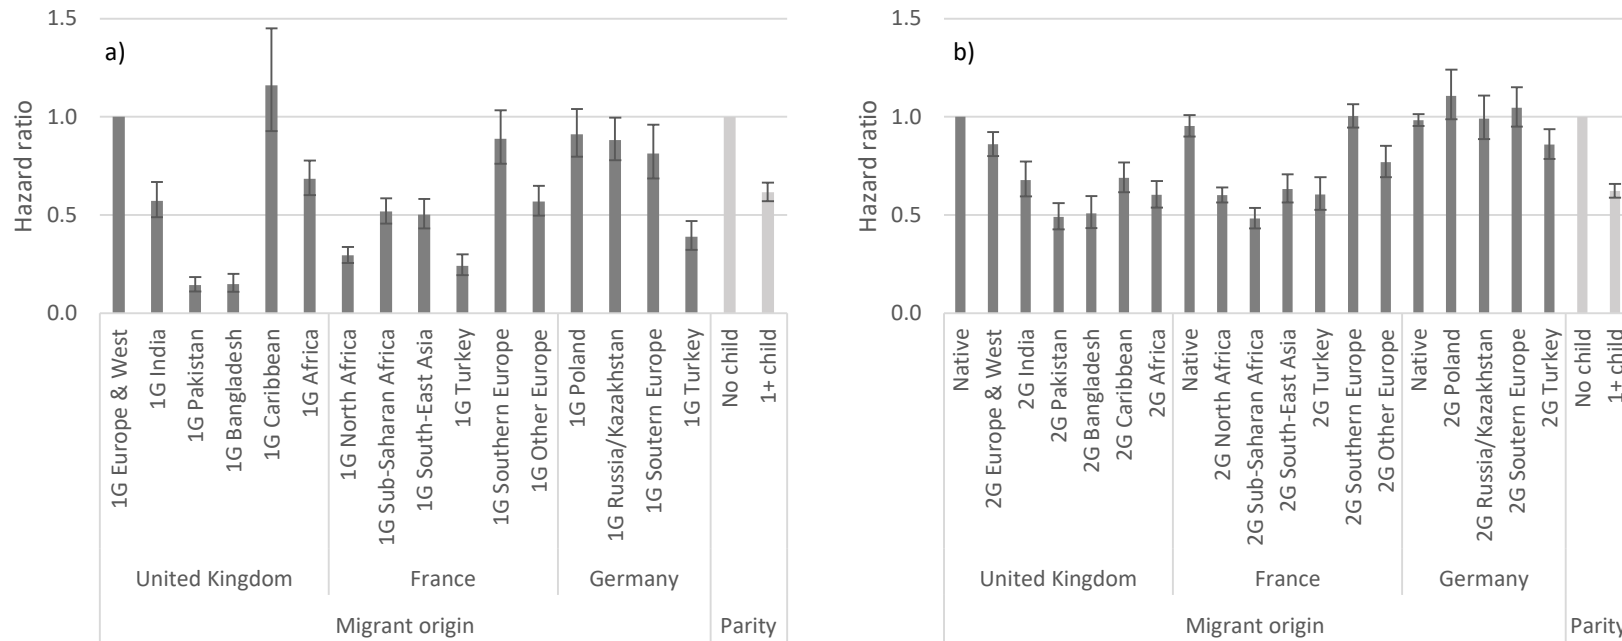 a)
Hazard ratio
1.5
1.0
0.5
0.0
1G Europe & West
1G India
1G Pakistan
1G Bangladesh
1G Caribbean
1G Africa
1G North Africa
1G Sub-Saharan Africa
1G South-East Asia
1G Turkey
1G Southern Europe
1G Other Europe
1G Poland
1G Russia/Kazakhstan
1G Soutern Europe
1G Turkey
No child
1+ child
United Kingdom
France
Germany
Migrant origin
Parity
b)
Hazard ratio
1.5
1.0
0.5
0.0
Native
2G Europe & West
2G India
2G Pakistan
2G Bangladesh
2G Caribbean
2G Africa
Native
2G North Africa
2G Sub-Saharan Africa
2G South-East Asia
2G Turkey
2G Southern Europe
2G Other Europe
Native
2G Poland
2G Russia/Kazakhstan
2G Soutern Europe
2G Turkey
No child
1+ child
United Kingdom
France
Germany
Migrant origin
Parity